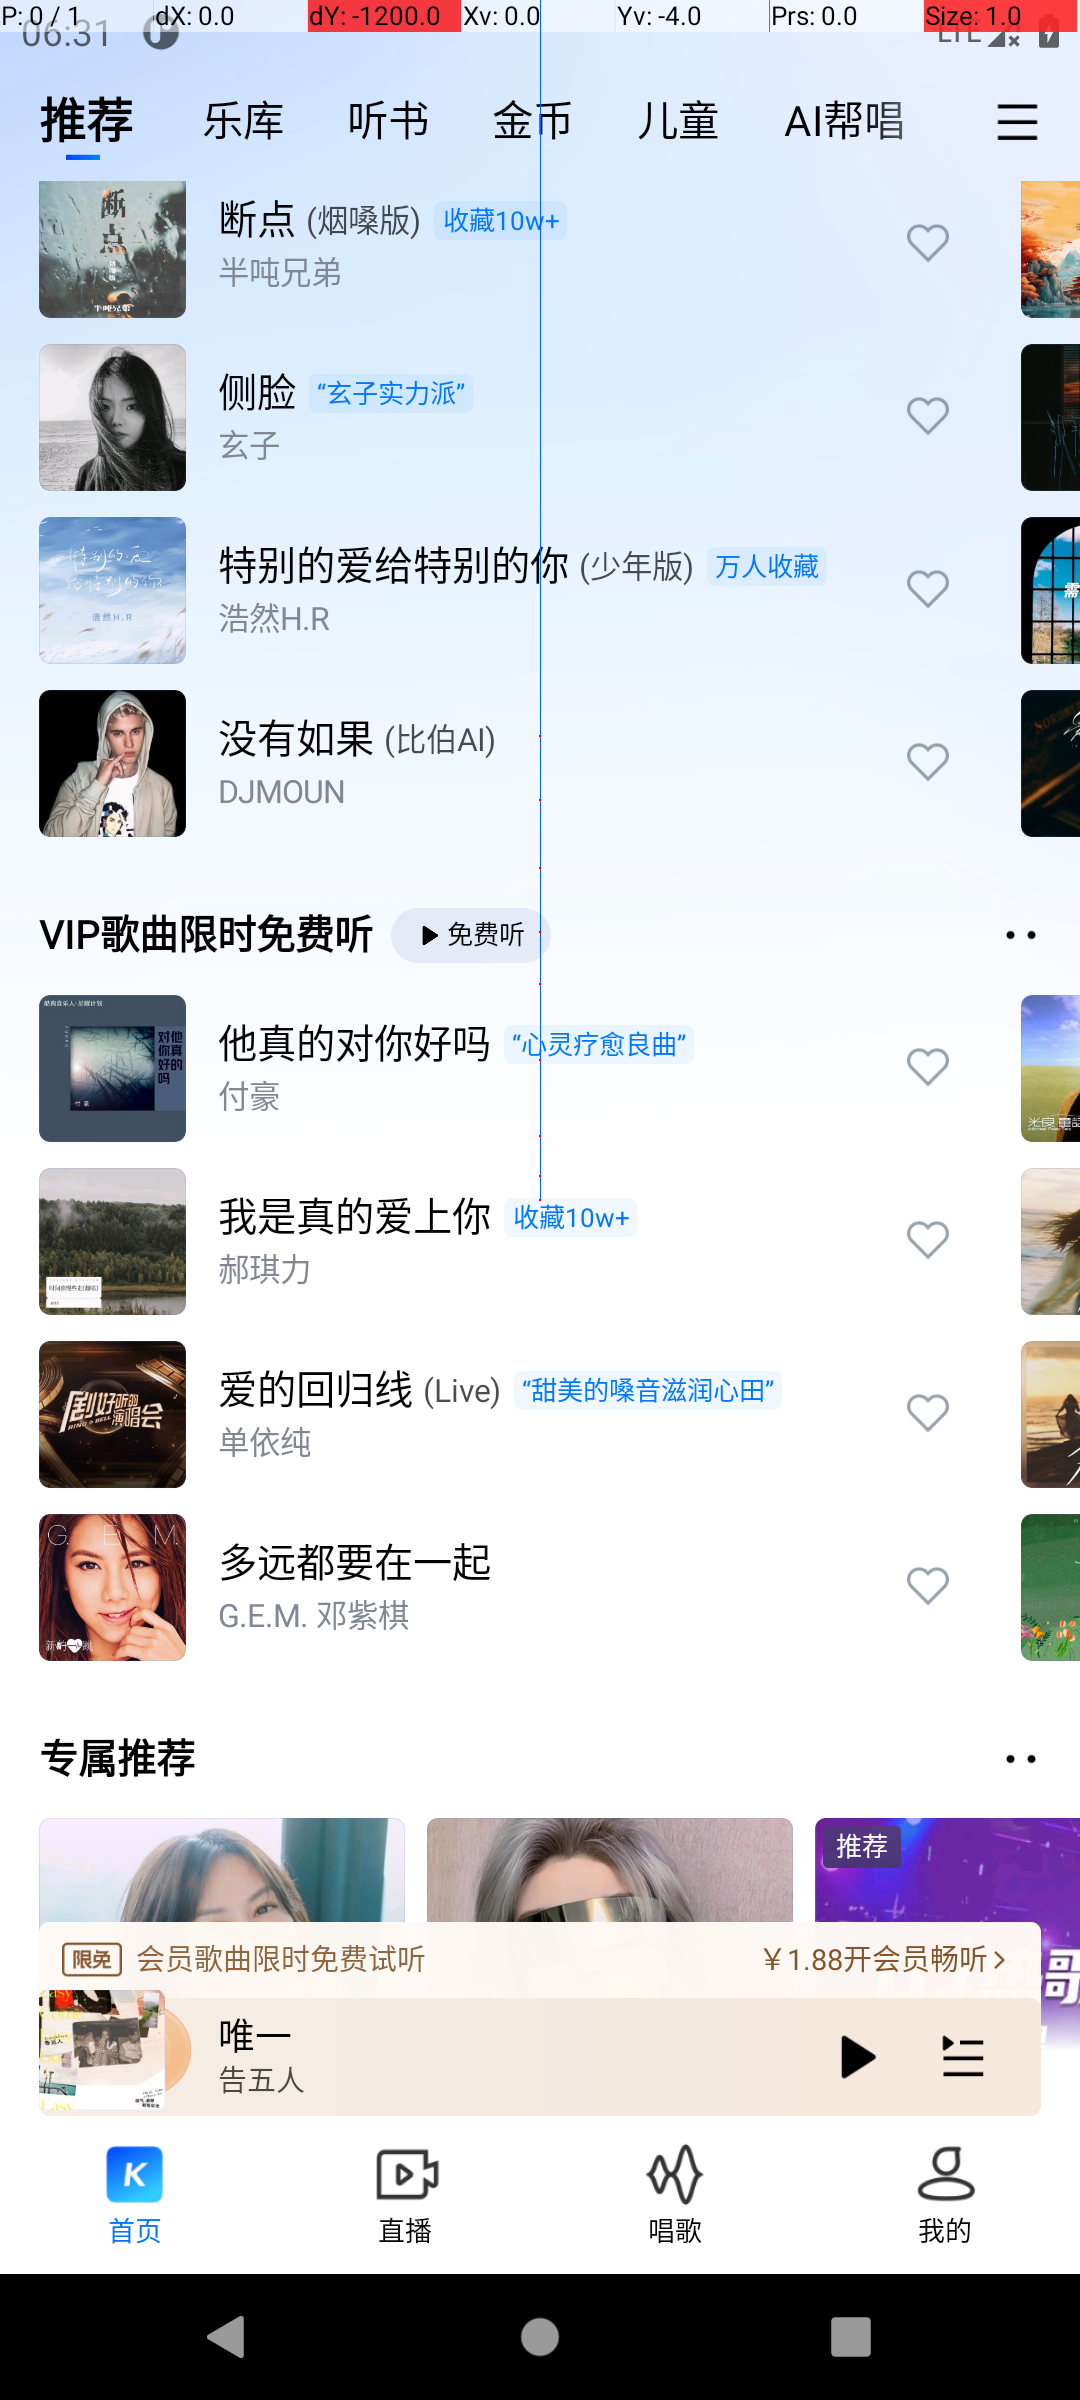 P: 0 / 1 dX: 0.0 dY: -1200.0 Xv: 0.0 Yv: -4.0 Prs: 0.0 Size: 1.0
06:31 LTE
推荐 乐库 听书 金币 儿童 AI帮唱
断点 (烟嗓版) 收藏10w+
半吨兄弟
侧脸 “玄子实力派”
玄子
特别的爱给特别的你 (少年版) 万人收藏
浩然H.R
没有如果 (比伯AI)
DJMOUN
VIP歌曲限时免费听 免费听
他真的对你好吗 “心灵疗愈良曲”
付豪
我是真的爱上你 收藏10w+
郝琪力
爱的回归线 (Live) “甜美的嗓音滋润心田”
单依纯
多远都要在一起
G.E.M. 邓紫棋
专属推荐
推荐
限免 会员歌曲限时免费试听 ￥1.88开会员畅听
唯一
告五人
首页 直播 唱歌 我的